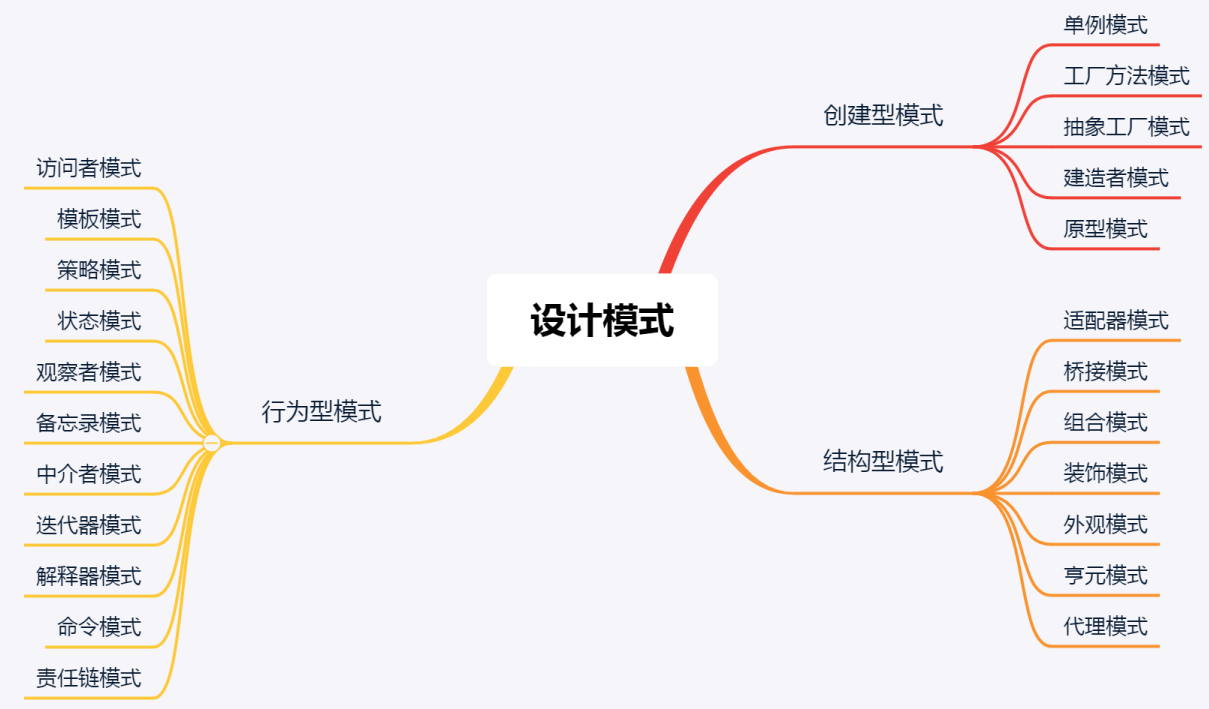 设计模式
创建型模式
单例模式
工厂方法模式
抽象工厂模式
建造者模式
原型模式
结构型模式
适配器模式
桥接模式
组合模式
装饰模式
外观模式
亨元模式
代理模式
行为型模式
访问者模式
模板模式
策略模式
状态模式
观察者模式
备忘录模式
中介者模式
迭代器模式
解释器模式
命令模式
责任链模式